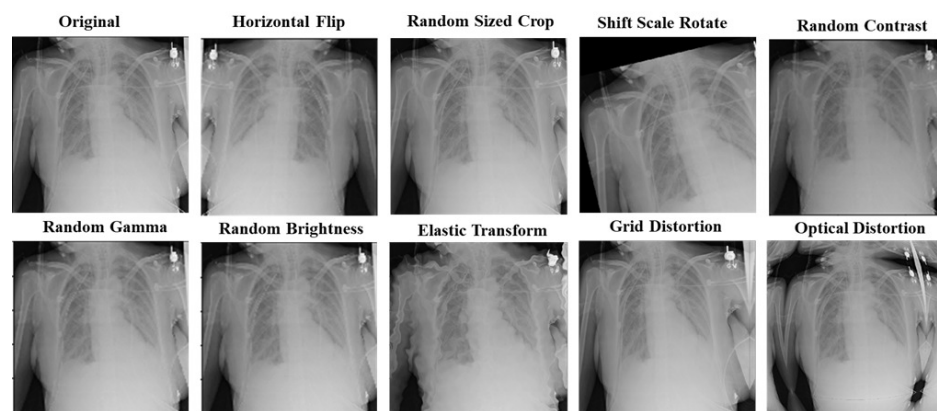 Original
Horizontal Flip
Random Sized Crop
Shift Scale Rotate
Random Contrast
Random Gamma
Random Brightness
Elastic Transform
Grid Distortion
Optical Distortion